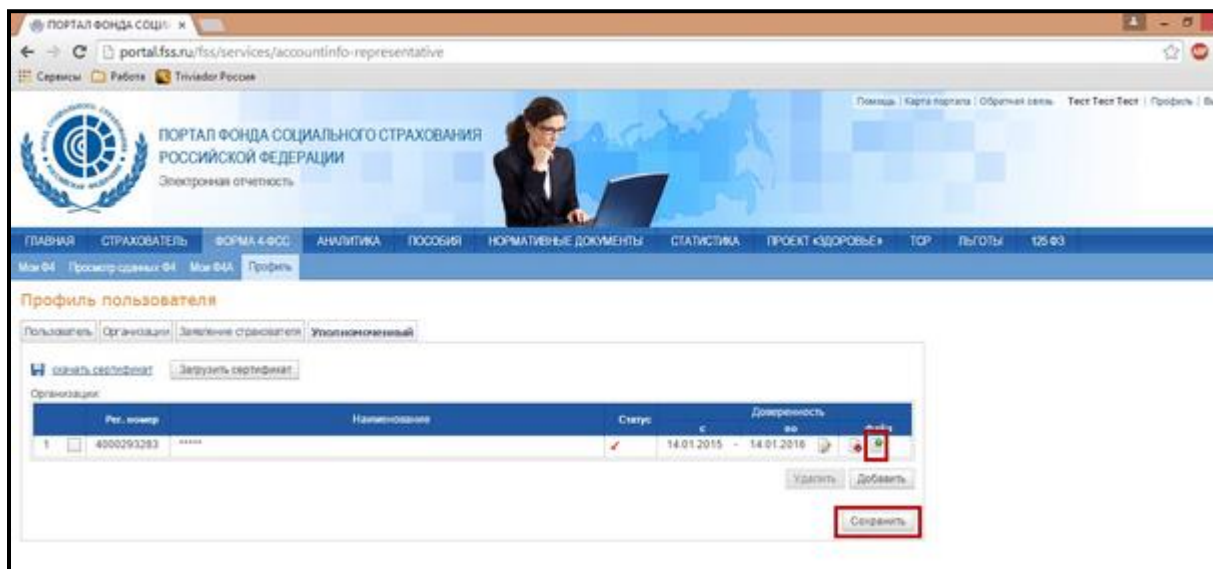 ПОРТАЛ ФОНДА СОЦИ
portal.fss.ru/fss/services/accountinfo-representative
Сервисы Работа Triviador Россия
Помощь | Карта портала | Обратная связь Тест Тест Тест | Профиль |
ПОРТАЛ ФОНДА СОЦИАЛЬНОГО СТРАХОВАНИЯ
РОССИЙСКОЙ ФЕДЕРАЦИИ
Электронная отчетность
ГЛАВНАЯ СТРАХОВАТЕЛЬ ФОРМА 4-ФСС АНАЛИТИКА ПОСОБИЯ НОРМАТИВНЫЕ ДОКУМЕНТЫ СТАТИСТИКА ПРОЕКТ «ЗДОРОВЬЕ» ТСР ЛЬГОТЫ 125 ФЗ
Мои Ф4 Просмотр сданных Ф4 Мои Ф4А Профиль
Профиль пользователя
Пользователь Организации Заявление страхователя Уполномоченный
скачать сертификат Загрузить сертификат
Организации:
Рег. номер Наименование Статус Доверенность
с по Файл
1 4000293283 ***** 14.01.2015 - 14.01.2016
Удалить Добавить
Сохранить